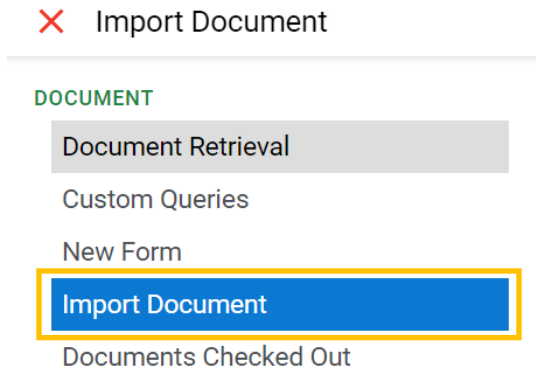 Import Document
DOCUMENT
Document Retrieval
Custom Queries
New Form
Import Document
Documents Checked Out